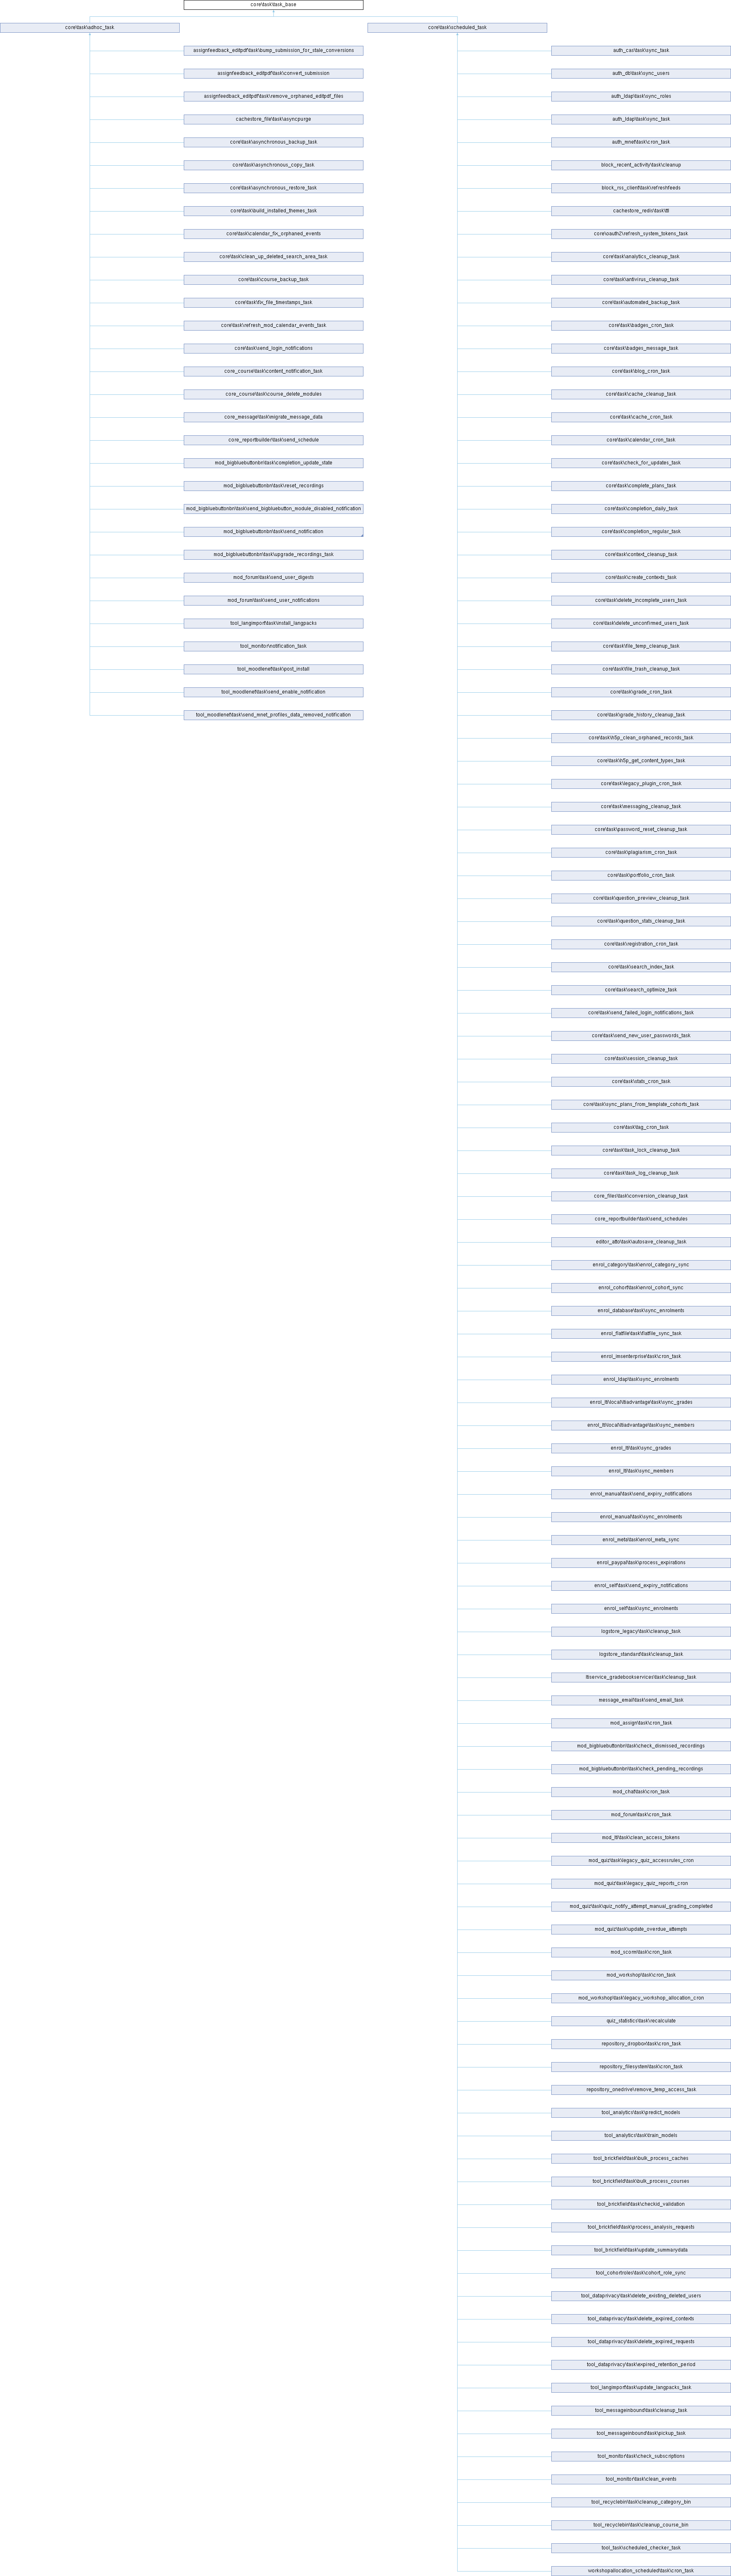 core\task\task_base
core\task\adhoc_task
core\task\scheduled_task
assignfeedback_editpdf\task\bump_submission_for_stale_conversions
assignfeedback_editpdf\task\convert_submission
assignfeedback_editpdf\task\remove_orphaned_editpdf_files
cachestore_file\task\asyncpurge
core\task\asynchronous_backup_task
core\task\asynchronous_copy_task
core\task\asynchronous_restore_task
core\task\build_installed_themes_task
core\task\calendar_fix_orphaned_events
core\task\clean_up_deleted_search_area_task
core\task\course_backup_task
core\task\fix_file_timestamps_task
core\task\refresh_mod_calendar_events_task
core\task\send_login_notifications
core_course\task\content_notification_task
core_course\task\course_delete_modules
core_message\task\migrate_message_data
core_reportbuilder\task\send_schedule
mod_bigbluebuttonbn\task\completion_update_state
mod_bigbluebuttonbn\task\reset_recordings
mod_bigbluebuttonbn\task\send_bigbluebutton_module_disabled_notification
mod_bigbluebuttonbn\task\send_notification
mod_bigbluebuttonbn\task\upgrade_recordings_task
mod_forum\task\send_user_digests
mod_forum\task\send_user_notifications
tool_langimport\task\install_langpacks
tool_monitor\notification_task
tool_moodlenet\task\post_install
tool_moodlenet\task\send_enable_notification
tool_moodlenet\task\send_mnet_profiles_data_removed_notification
auth_cas\task\sync_task
auth_db\task\sync_users
auth_ldap\task\sync_roles
auth_ldap\task\sync_task
auth_mnet\task\cron_task
block_recent_activity\task\cleanup
block_rss_client\task\refreshfeeds
cachestore_redis\task\ttl
core\oauth2\refresh_system_tokens_task
core\task\analytics_cleanup_task
core\task\antivirus_cleanup_task
core\task\automated_backup_task
core\task\badges_cron_task
core\task\badges_message_task
core\task\blog_cron_task
core\task\cache_cleanup_task
core\task\cache_cron_task
core\task\calendar_cron_task
core\task\check_for_updates_task
core\task\complete_plans_task
core\task\completion_daily_task
core\task\completion_regular_task
core\task\context_cleanup_task
core\task\create_contexts_task
core\task\delete_incomplete_users_task
core\task\delete_unconfirmed_users_task
core\task\file_temp_cleanup_task
core\task\file_trash_cleanup_task
core\task\grade_cron_task
core\task\grade_history_cleanup_task
core\task\h5p_clean_orphaned_records_task
core\task\h5p_get_content_types_task
core\task\legacy_plugin_cron_task
core\task\messaging_cleanup_task
core\task\password_reset_cleanup_task
core\task\plagiarism_cron_task
core\task\portfolio_cron_task
core\task\question_preview_cleanup_task
core\task\question_stats_cleanup_task
core\task\registration_cron_task
core\task\search_index_task
core\task\search_optimize_task
core\task\send_failed_login_notifications_task
core\task\send_new_user_passwords_task
core\task\session_cleanup_task
core\task\stats_cron_task
core\task\sync_plans_from_template_cohorts_task
core\task\tag_cron_task
core\task\task_lock_cleanup_task
core\task\task_log_cleanup_task
core_files\task\conversion_cleanup_task
core_reportbuilder\task\send_schedules
editor_atto\task\autosave_cleanup_task
enrol_category\task\enrol_category_sync
enrol_cohort\task\enrol_cohort_sync
enrol_database\task\sync_enrolments
enrol_flatfile\task\flatfile_sync_task
enrol_imsenterprise\task\cron_task
enrol_ldap\task\sync_enrolments
enrol_lti\local\ltiadvantage\task\sync_grades
enrol_lti\local\ltiadvantage\task\sync_members
enrol_lti\task\sync_grades
enrol_lti\task\sync_members
enrol_manual\task\send_expiry_notifications
enrol_manual\task\sync_enrolments
enrol_meta\task\enrol_meta_sync
enrol_paypal\task\process_expirations
enrol_self\task\send_expiry_notifications
enrol_self\task\sync_enrolments
logstore_legacy\task\cleanup_task
logstore_standard\task\cleanup_task
ltiservice_gradebookservices\task\cleanup_task
message_email\task\send_email_task
mod_assign\task\cron_task
mod_bigbluebuttonbn\task\check_dismissed_recordings
mod_bigbluebuttonbn\task\check_pending_recordings
mod_chat\task\cron_task
mod_forum\task\cron_task
mod_lti\task\clean_access_tokens
mod_quiz\task\legacy_quiz_accessrules_cron
mod_quiz\task\legacy_quiz_reports_cron
mod_quiz\task\quiz_notify_attempt_manual_grading_completed
mod_quiz\task\update_overdue_attempts
mod_scorm\task\cron_task
mod_workshop\task\cron_task
mod_workshop\task\legacy_workshop_allocation_cron
quiz_statistics\task\recalculate
repository_dropbox\task\cron_task
repository_filesystem\task\cron_task
repository_onedrive\remove_temp_access_task
tool_analytics\task\predict_models
tool_analytics\task\train_models
tool_brickfield\task\bulk_process_caches
tool_brickfield\task\bulk_process_courses
tool_brickfield\task\checkid_validation
tool_brickfield\task\process_analysis_requests
tool_brickfield\task\update_summarydata
tool_cohortroles\task\cohort_role_sync
tool_dataprivacy\task\delete_existing_deleted_users
tool_dataprivacy\task\delete_expired_contexts
tool_dataprivacy\task\delete_expired_requests
tool_dataprivacy\task\expired_retention_period
tool_langimport\task\update_langpacks_task
tool_messageinbound\task\cleanup_task
tool_messageinbound\task\pickup_task
tool_monitor\task\check_subscriptions
tool_monitor\task\clean_events
tool_recyclebin\task\cleanup_category_bin
tool_recyclebin\task\cleanup_course_bin
tool_task\scheduled_checker_task
workshopallocation_scheduled\task\cron_task